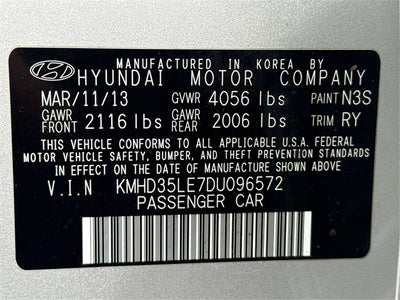 MANUFACTURED IN KOREA BY
HYUNDAI MOTOR COMPANY
MAR/11/13 GVWR 4056 lbs PAINT N3S
GAWR FRONT 2116 lbs GAWR REAR 2006 lbs TRIM RY
THIS VEHICLE CONFORMS TO ALL APPLICABLE U.S.A. FEDERAL
MOTOR VEHICLE SAFETY, BUMPER, AND THEFT PREVENTION STANDARDS
IN EFFECT ON THE DATE OF MANUFACTURE SHOWN ABOVE.
V.I.N KMHD35LE7DU096572
PASSENGER CAR